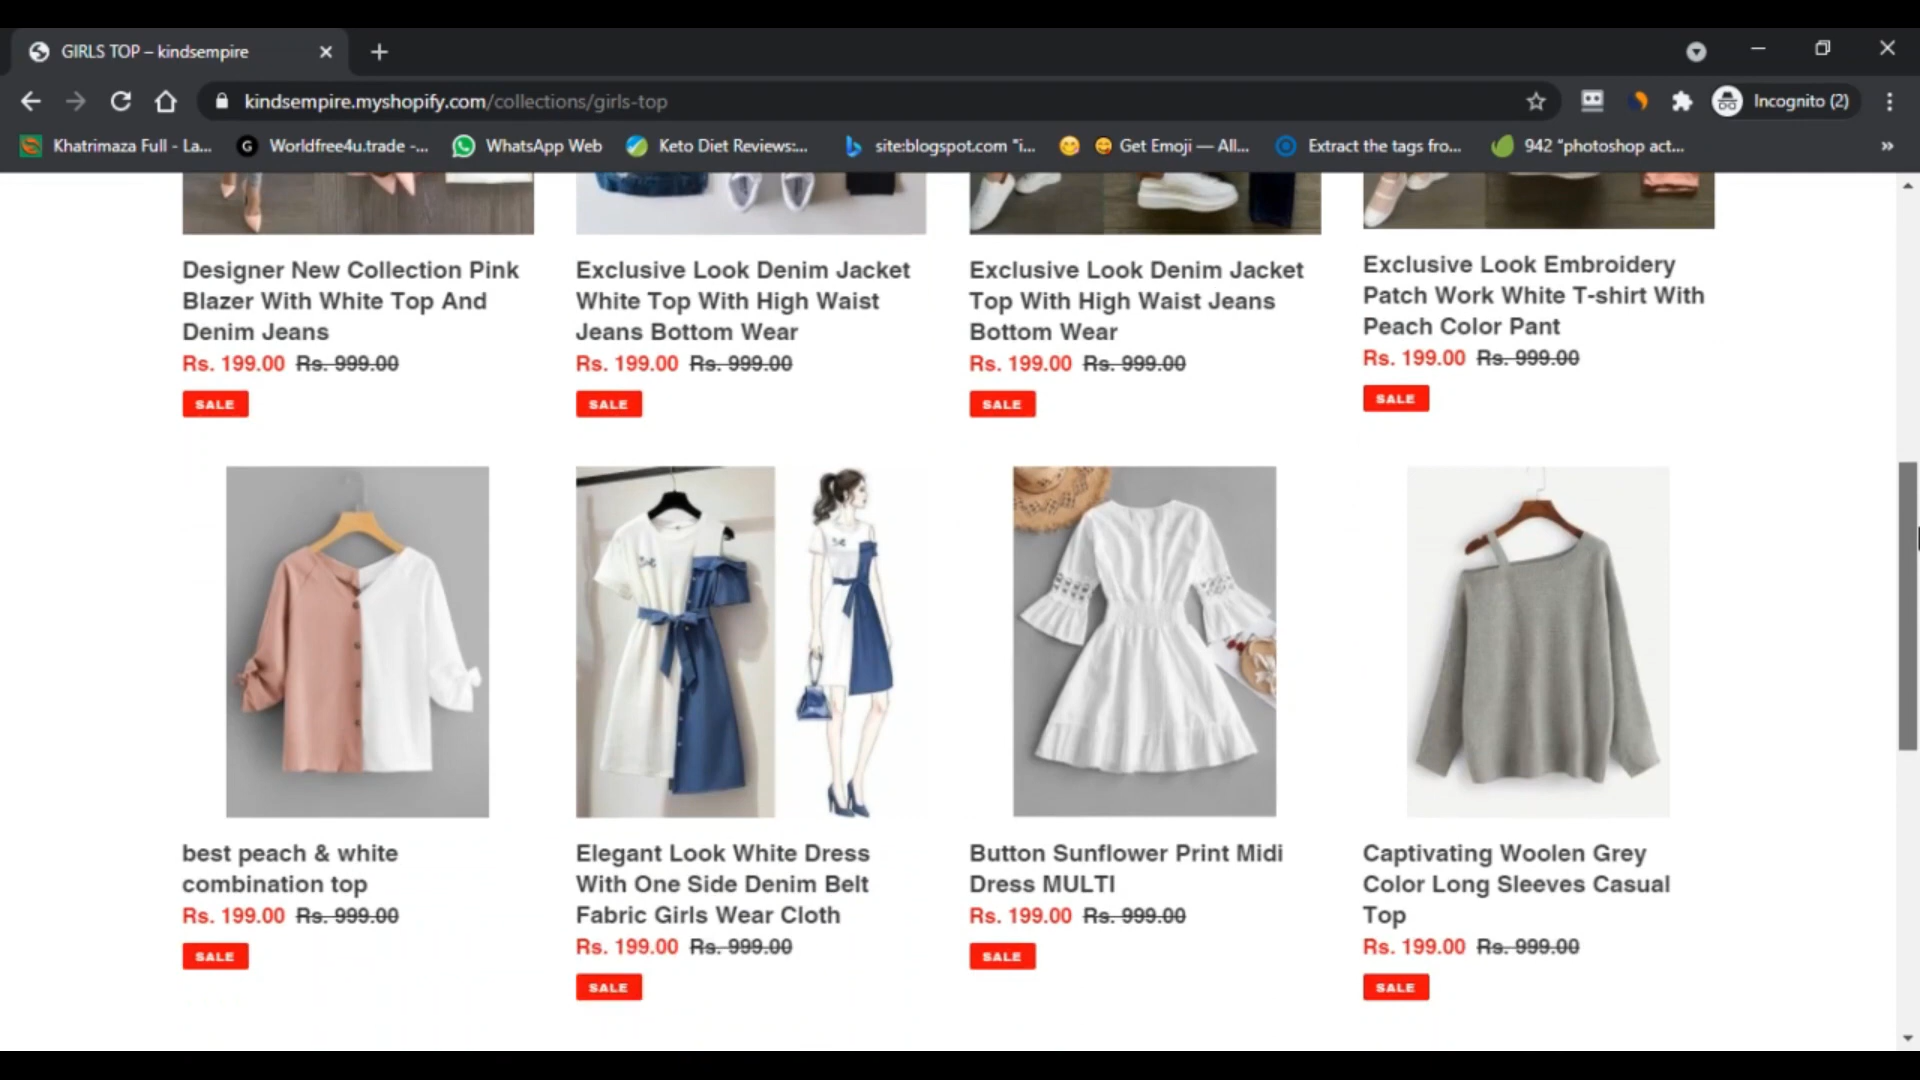 GIRLS TOP – kindsempire
kindsempire.myshopify.com/collections/girls-top
Incognito (2)
Khatrimaza Full - La...
G
Worldfree4u.trade -...
WhatsApp Web
Keto Diet Reviews:...
site:blogspot.com "i...
Get Emoji — All...
Extract the tags fro...
942 "photoshop act...
»
Designer New Collection Pink
Blazer With White Top And
Denim Jeans
Rs. 199.00 Rs. 999.00
SALE
Exclusive Look Denim Jacket
White Top With High Waist
Jeans Bottom Wear
Rs. 199.00 Rs. 999.00
SALE
Exclusive Look Denim Jacket
Top With High Waist Jeans
Bottom Wear
Rs. 199.00 Rs. 999.00
SALE
Exclusive Look Embroidery
Patch Work White T-shirt With
Peach Color Pant
Rs. 199.00 Rs. 999.00
SALE
best peach & white
combination top
Rs. 199.00 Rs. 999.00
SALE
Elegant Look White Dress
With One Side Denim Belt
Fabric Girls Wear Cloth
Rs. 199.00 Rs. 999.00
SALE
Button Sunflower Print Midi
Dress MULTI
Rs. 199.00 Rs. 999.00
SALE
Captivating Woolen Grey
Color Long Sleeves Casual
Top
Rs. 199.00 Rs. 999.00
SALE